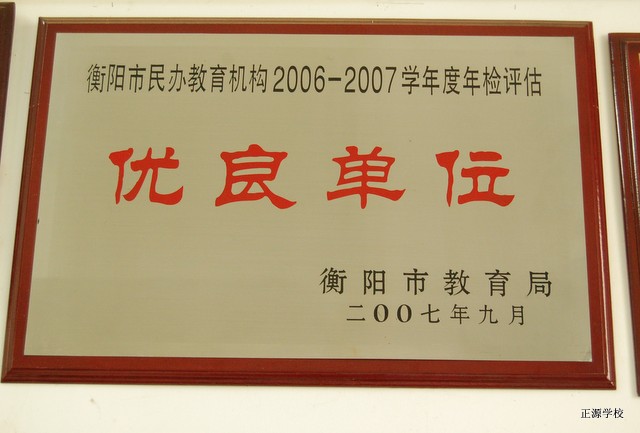 衡阳市民办教育机构2006-2007学年度年检评估
优良单位
衡阳市教育局
二00七年九月
正源学校